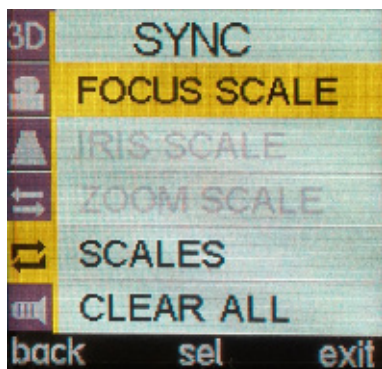 3D SYNC
FOCUS SCALE
IRIS SCALE
ZOOM SCALE
SCALES
CLEAR ALL
back sel exit